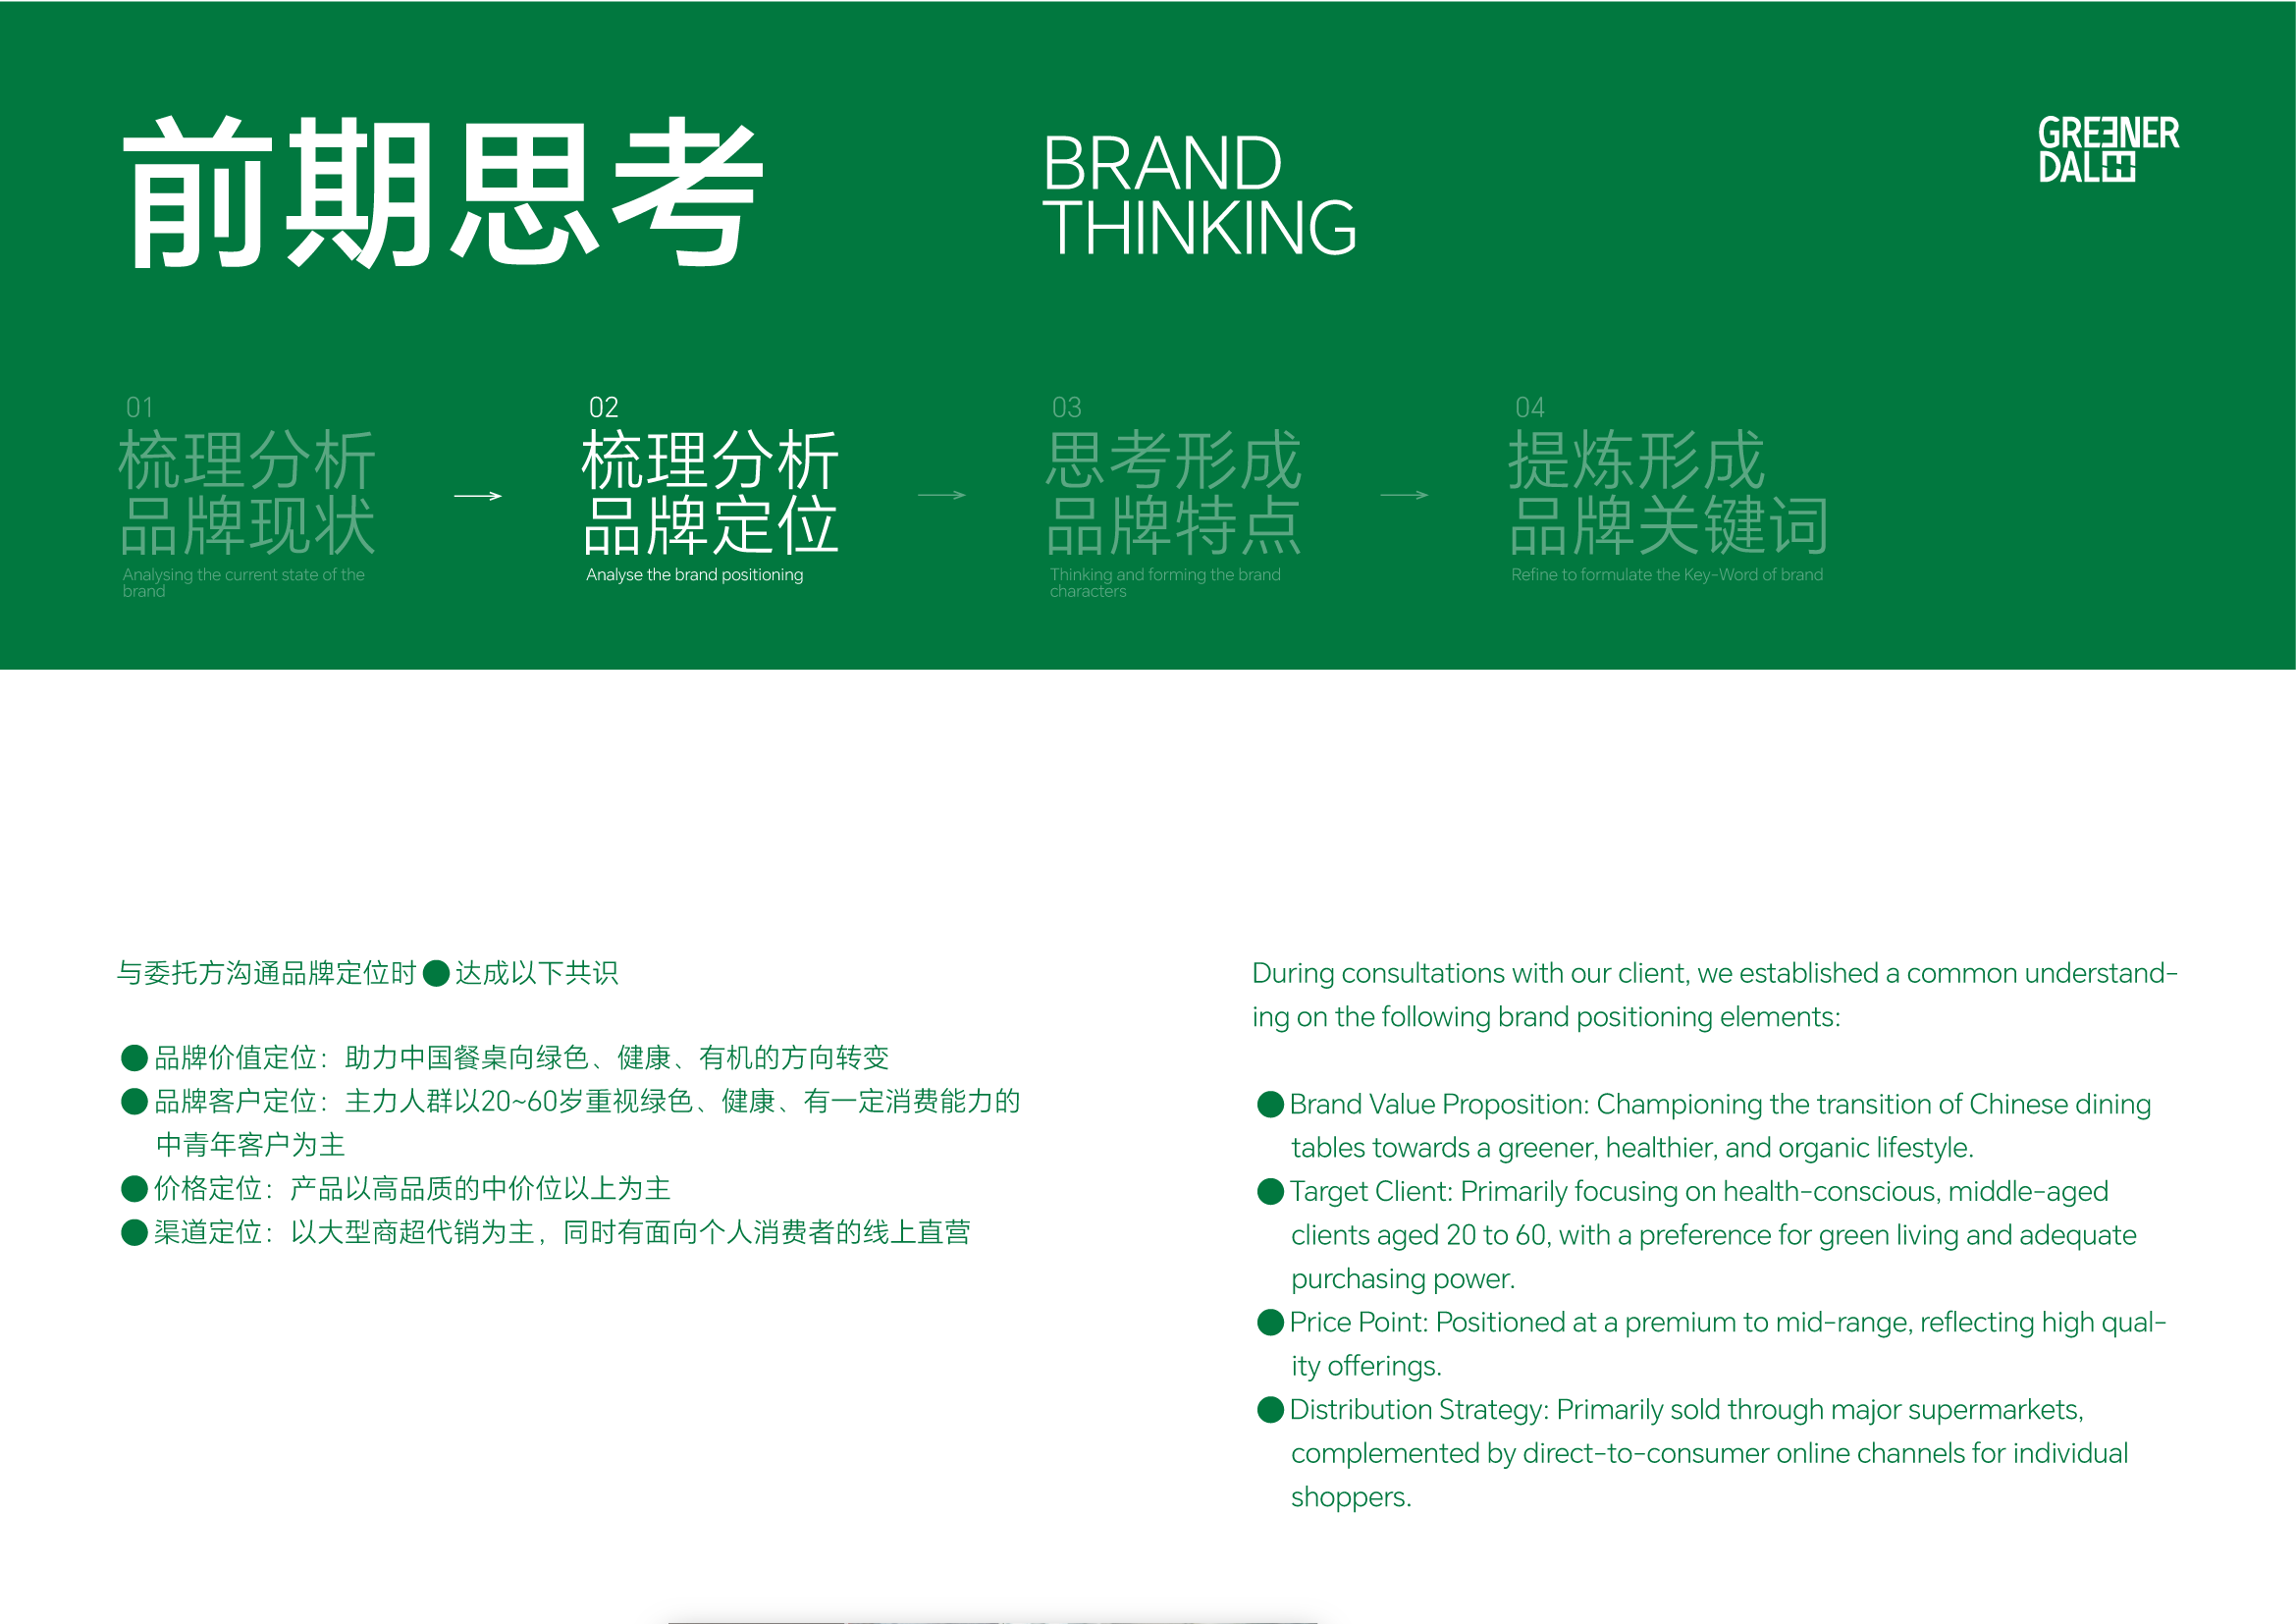 前期思考
BRAND
THINKING
GREENER
DALE
01
梳理分析
品牌现状
Analysing the current state of the
brand
02
梳理分析
品牌定位
Analyse the brand positioning
03
思考形成
品牌特点
Thinking and forming the brand
characters
04
提炼形成
品牌关键词
Refine to formulate the Key-Word of brand
与委托方沟通品牌定位时●达成以下共识
●品牌价值定位：助力中国餐桌向绿色、健康、有机的方向转变
●品牌客户定位：主力人群以20~60岁重视绿色、健康、有一定消费能力的
中青年客户为主
●价格定位：产品以高品质的中价位以上为主
●渠道定位：以大型商超代销为主，同时有面向个人消费者的线上直营
During consultations with our client, we established a common understand-
ing on the following brand positioning elements:
●Brand Value Proposition: Championing the transition of Chinese dining
tables towards a greener, healthier, and organic lifestyle.
●Target Client: Primarily focusing on health-conscious, middle-aged
clients aged 20 to 60, with a preference for green living and adequate
purchasing power.
●Price Point: Positioned at a premium to mid-range, reflecting high qual-
ity offerings.
●Distribution Strategy: Primarily sold through major supermarkets,
complemented by direct-to-consumer online channels for individual
shoppers.